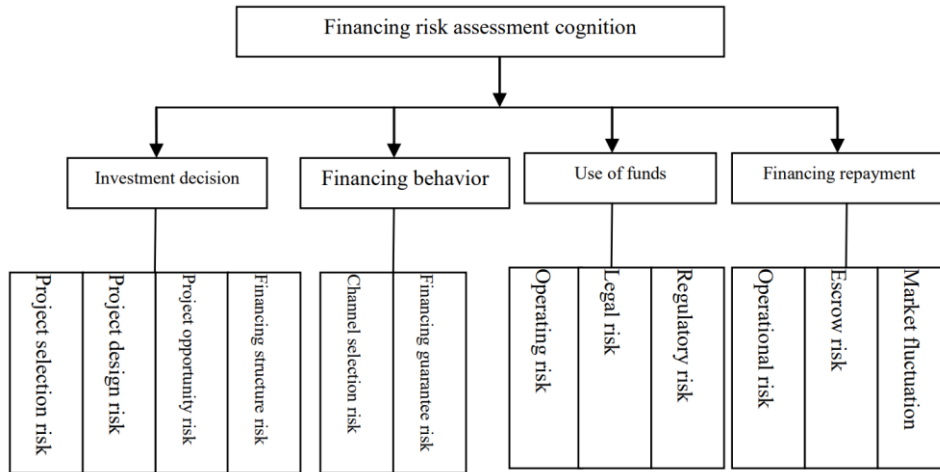 Financing risk assessment cognition
Investment decision
Financing behavior
Use of funds
Financing repayment
Project selection risk
Project design risk
Project opportunity risk
Financing structure risk
Channel selection risk
Financing guarantee risk
Operating risk
Legal risk
Regulatory risk
Operational risk
Escrow risk
Market fluctuation